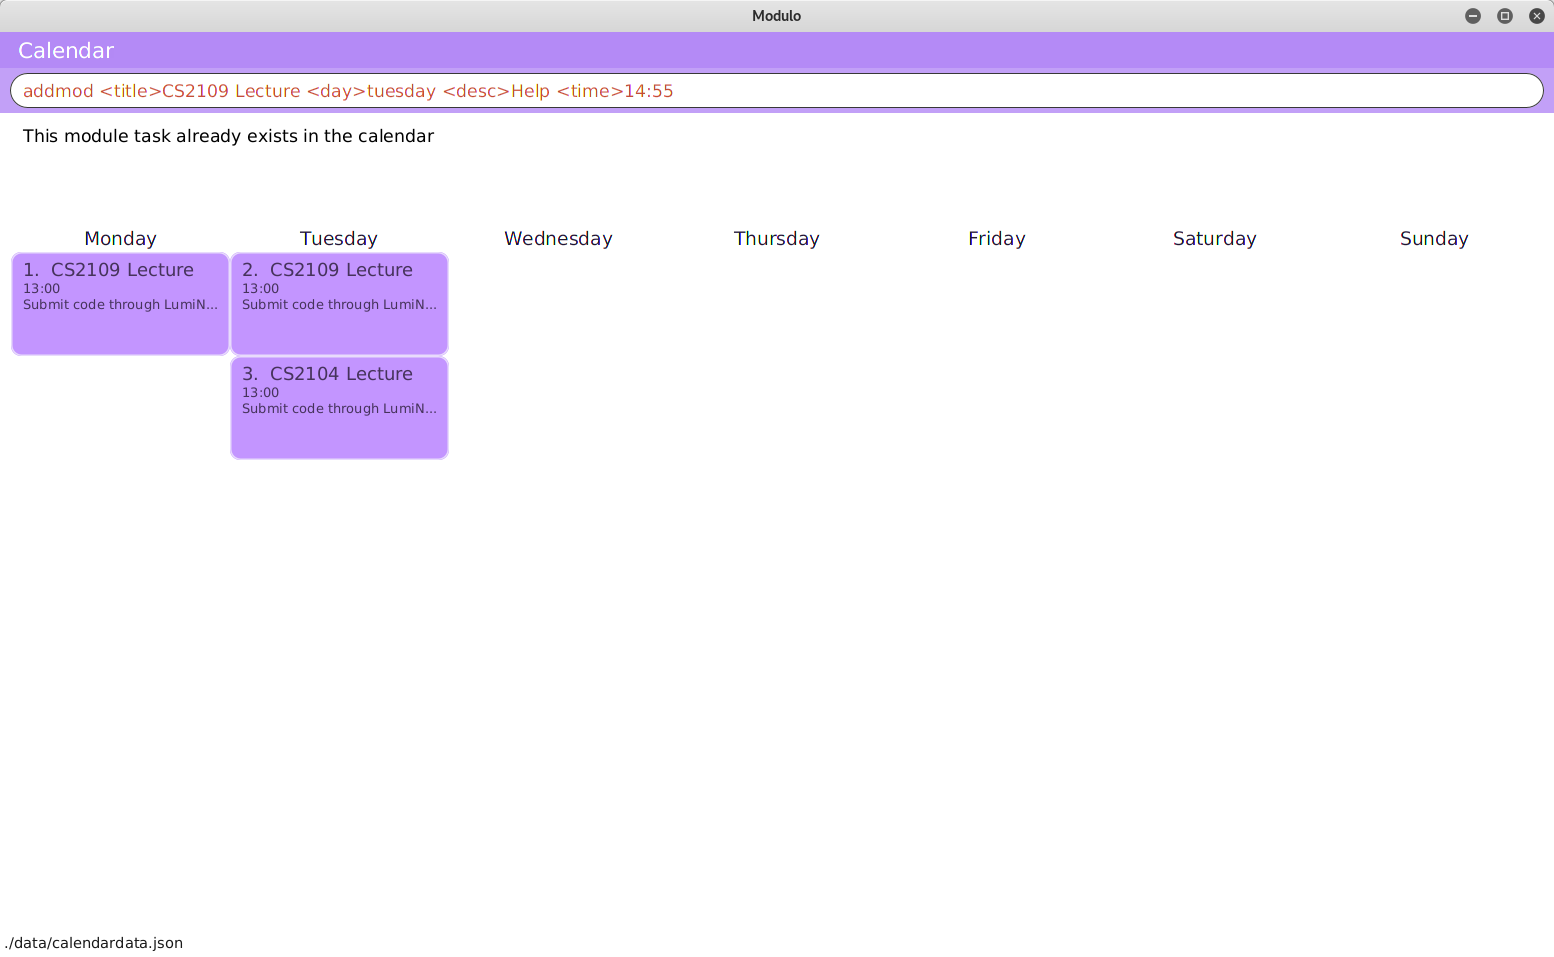 Modulo
Calendar
addmod <title>CS2109 Lecture <day>tuesday <desc>Help <time>14:55
This module task already exists in the calendar
Monday Tuesday Wednesday Thursday Friday Saturday Sunday
1. CS2109 Lecture
13:00
Submit code through LumiN...
2. CS2109 Lecture
13:00
Submit code through LumiN...
3. CS2104 Lecture
13:00
Submit code through LumiN...
./data/calendardata.json